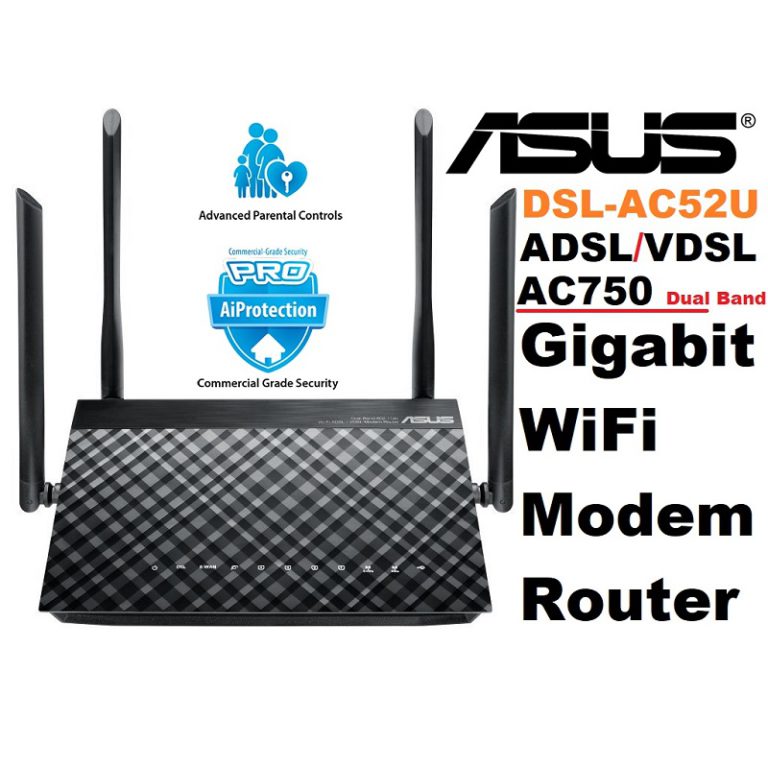 Advanced Parental Controls
Commercial-Grade Security
PRO
AiProtection
Commercial Grade Security
ASUS®
DSL-AC52U
ADSL/VDSL
AC750 Dual Band
Gigabit
WiFi
Modem
Router
ASUS